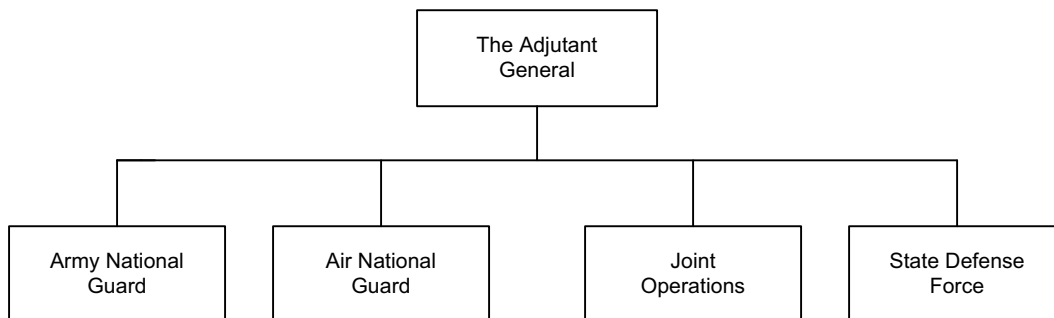 The Adjutant
General
Army National
Guard
Air National
Guard
Joint
Operations
State Defense
Force